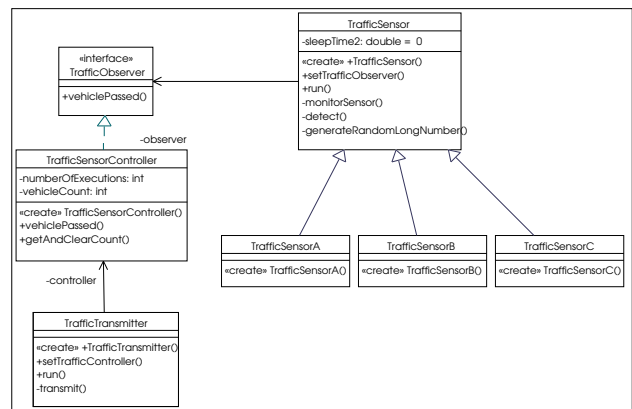 TrafficSensor
-sleepTime2: double = 0
«create» +TrafficSensor()
+setTrafficObserver()
+run()
-monitorSensor()
-detect()
-generateRandomLongNumber()
«interface»
TrafficObserver
+vehiclePassed()
-observer
TrafficSensorController
-numberOfExecutions: int
-vehicleCount: int
«create» TrafficSensorController()
+vehiclePassed()
+getAndClearCount()
TrafficSensorA
«create» TrafficSensorA()
TrafficSensorB
«create» TrafficSensorB()
TrafficSensorC
«create» TrafficSensorC()
-controller
TrafficTransmitter
«create» +TrafficTransmitter()
+setTrafficController()
+run()
-transmit()